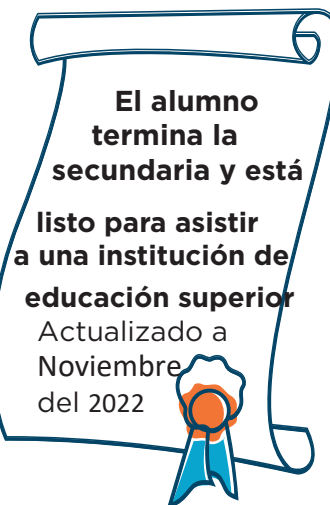 El alumno
termina la
secundaria y está
listo para asistir
a una institución de
educación superior
Actualizado a
Noviembre
del 2022